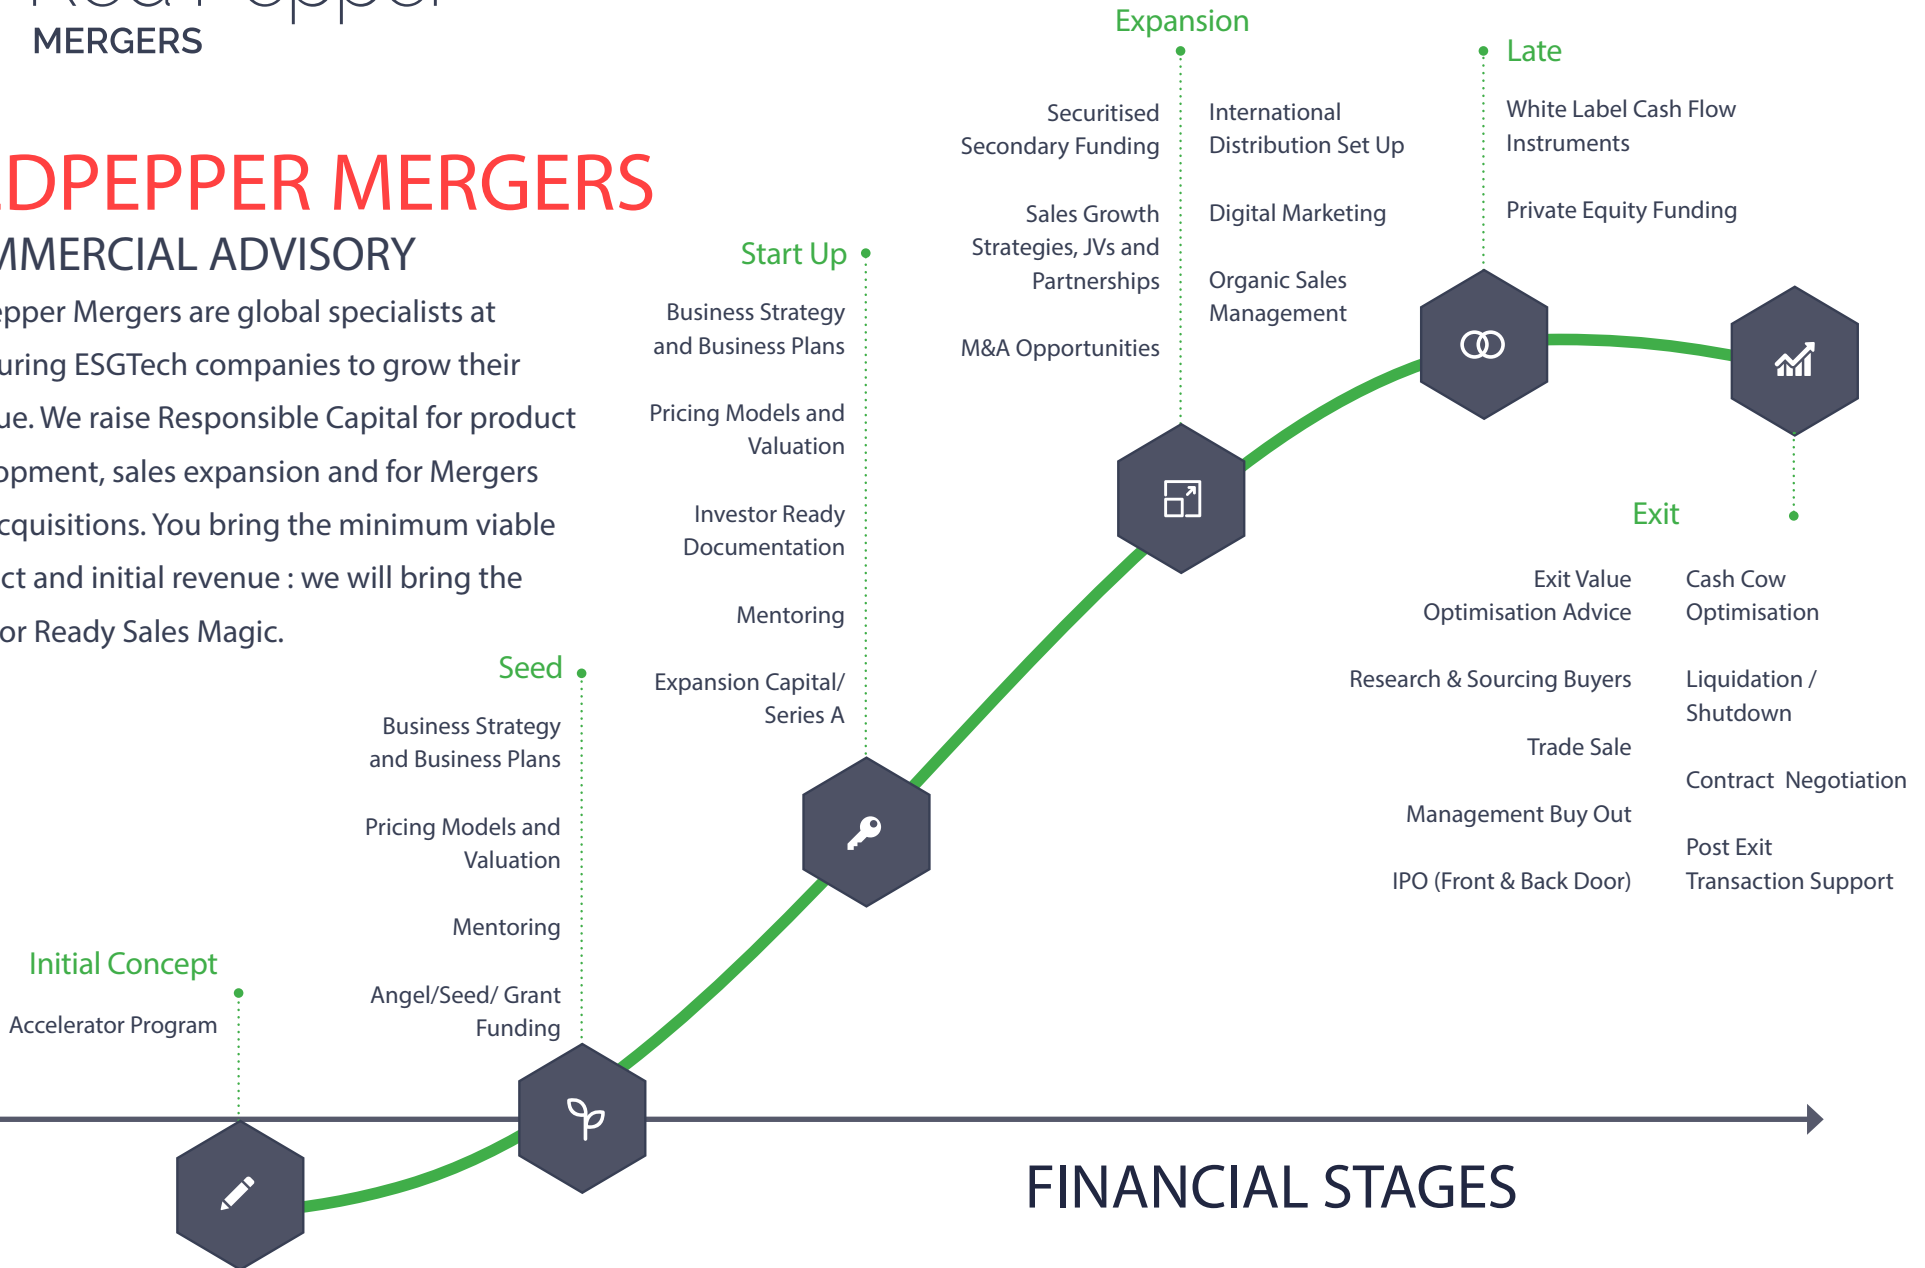 Red Pepper
MERGERS
DPEPPER MERGERS
MMERCIAL ADVISORY
epper Mergers are global specialists at
uring ESGTech companies to grow their
ue. We raise Responsible Capital for product
opment, sales expansion and for Mergers
cquisitions. You bring the minimum viable
ct and initial revenue : we will bring the
or Ready Sales Magic.
Initial Concept
Accelerator Program
Seed
Business Strategy
and Business Plans
Pricing Models and
Valuation
Mentoring
Angel/Seed/ Grant
Funding
Start Up
Business Strategy
and Business Plans
Pricing Models and
Valuation
Investor Ready
Documentation
Mentoring
Expansion Capital/
Series A
Expansion
Securitised
Secondary Funding
Sales Growth
Strategies, JVs and
Partnerships
M&A Opportunities
International
Distribution Set Up
Digital Marketing
Organic Sales
Management
Late
White Label Cash Flow
Instruments
Private Equity Funding
Exit
Exit Value
Optimisation Advice
Research & Sourcing Buyers
Trade Sale
Management Buy Out
IPO (Front & Back Door)
Cash Cow
Optimisation
Liquidation /
Shutdown
Contract  Negotiation
Post Exit
Transaction Support
FINANCIAL STAGES